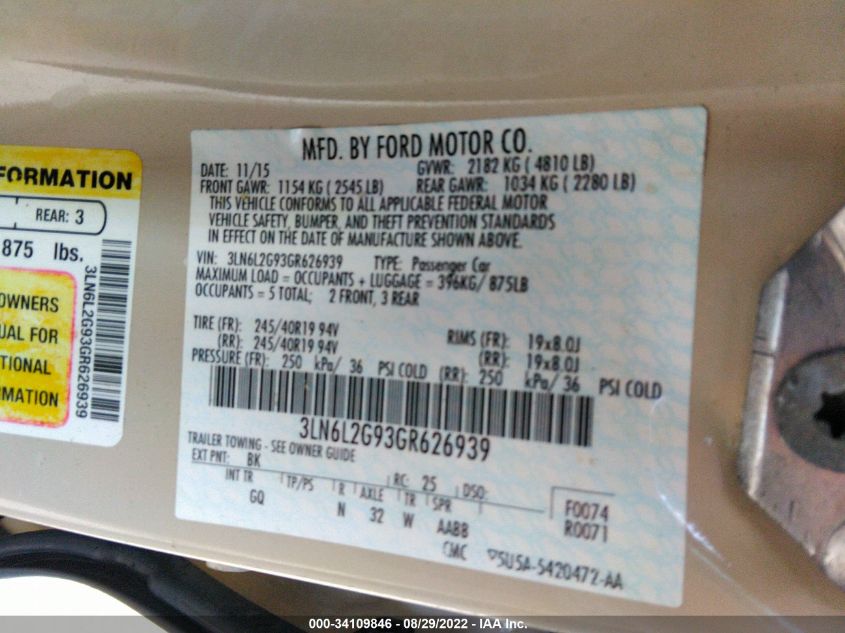 FORMATION
REAR: 3
875 lbs.
OWNERS
UAL FOR
TIONAL
RMATION
3LN6L2G93GR626939
MFD. BY FORD MOTOR CO.
DATE: 11/15 GVWR: 2182 KG ( 4810 LB)
FRONT GAWR: 1154 KG ( 2545 LB) REAR GAWR: 1034 KG ( 2280 LB)
THIS VEHICLE CONFORMS TO ALL APPLICABLE FEDERAL MOTOR
VEHICLE SAFETY, BUMPER, AND THEFT PREVENTION STANDARDS
IN EFFECT ON THE DATE OF MANUFACTURE SHOWN ABOVE.
VIN: 3LN6L2G93GR626939 TYPE: Passenger Car
MAXIMUM LOAD = OCCUPANTS + LUGGAGE = 396KG/ 875LB
OCCUPANTS = 5 TOTAL; 2 FRONT, 3 REAR
TIRE (FR): 245/40R19 94V RIMS (FR): 19x8.0J
(RR): 245/40R19 94V (RR): 19x8.0J
PRESSURE (FR): 250 kPa/ 36 PSI COLD (RR): 250 kPa/ 36 PSI COLD
3LN6L2G93GR626939
TRAILER TOWING - SEE OWNER GUIDE
EXT PNT: BK RC: 25 DSO:
INT TR TP/PS R AXLE TR SPR F0074
GQ N 32 W AABB R0071
CMC 5U5A-5420472-AA
000-34109846 - 08/29/2022 - IAA Inc.